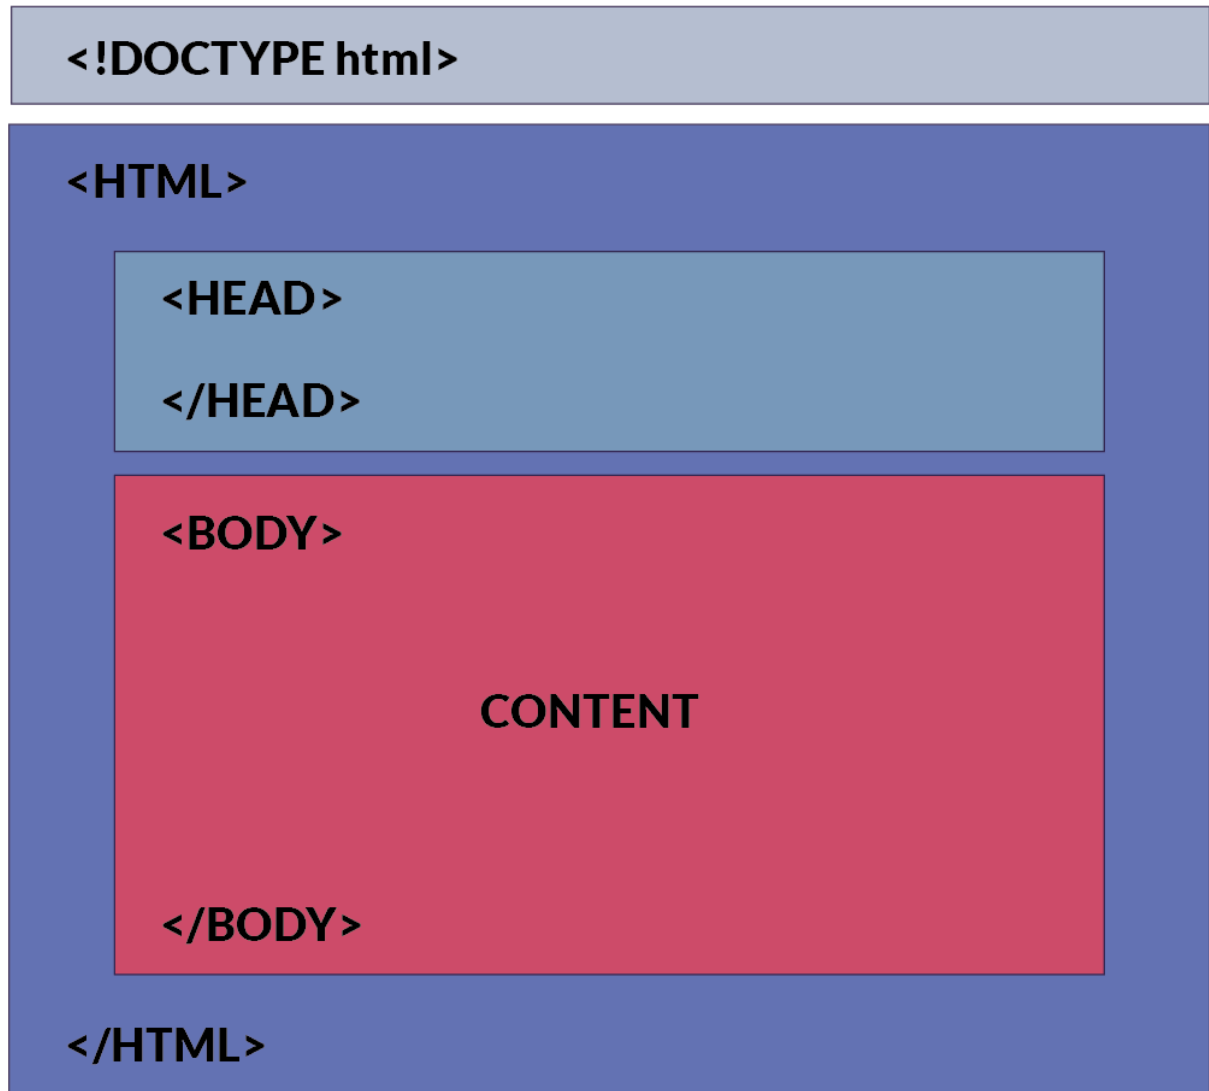 <!DOCTYPE html>
<HTML>
<HEAD>
</HEAD>
<BODY>
CONTENT
</BODY>
</HTML>